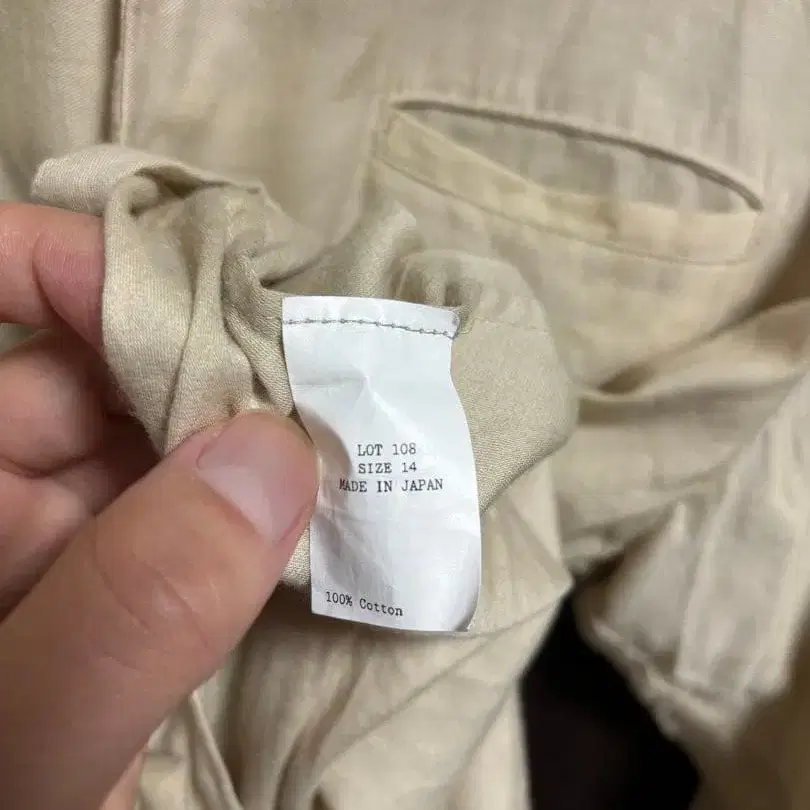 LOT 108
SIZE 14
MADE IN JAPAN
100% Cotton